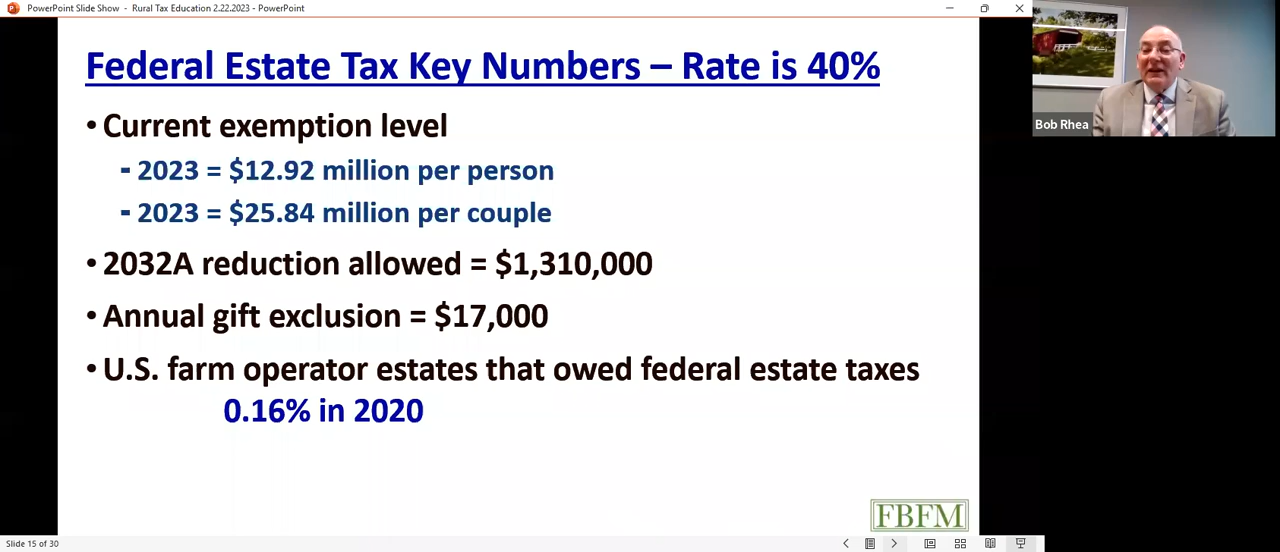 PowerPoint Slide Show - Rural Tax Education 2.22.2023 - PowerPoint
Federal Estate Tax Key Numbers – Rate is 40%
• Current exemption level
- 2023 = $12.92 million per person
- 2023 = $25.84 million per couple
• 2032A reduction allowed = $1,310,000
• Annual gift exclusion = $17,000
• U.S. farm operator estates that owed federal estate taxes
0.16% in 2020
FBFM
Slide 15 of 30
Bob Rhea